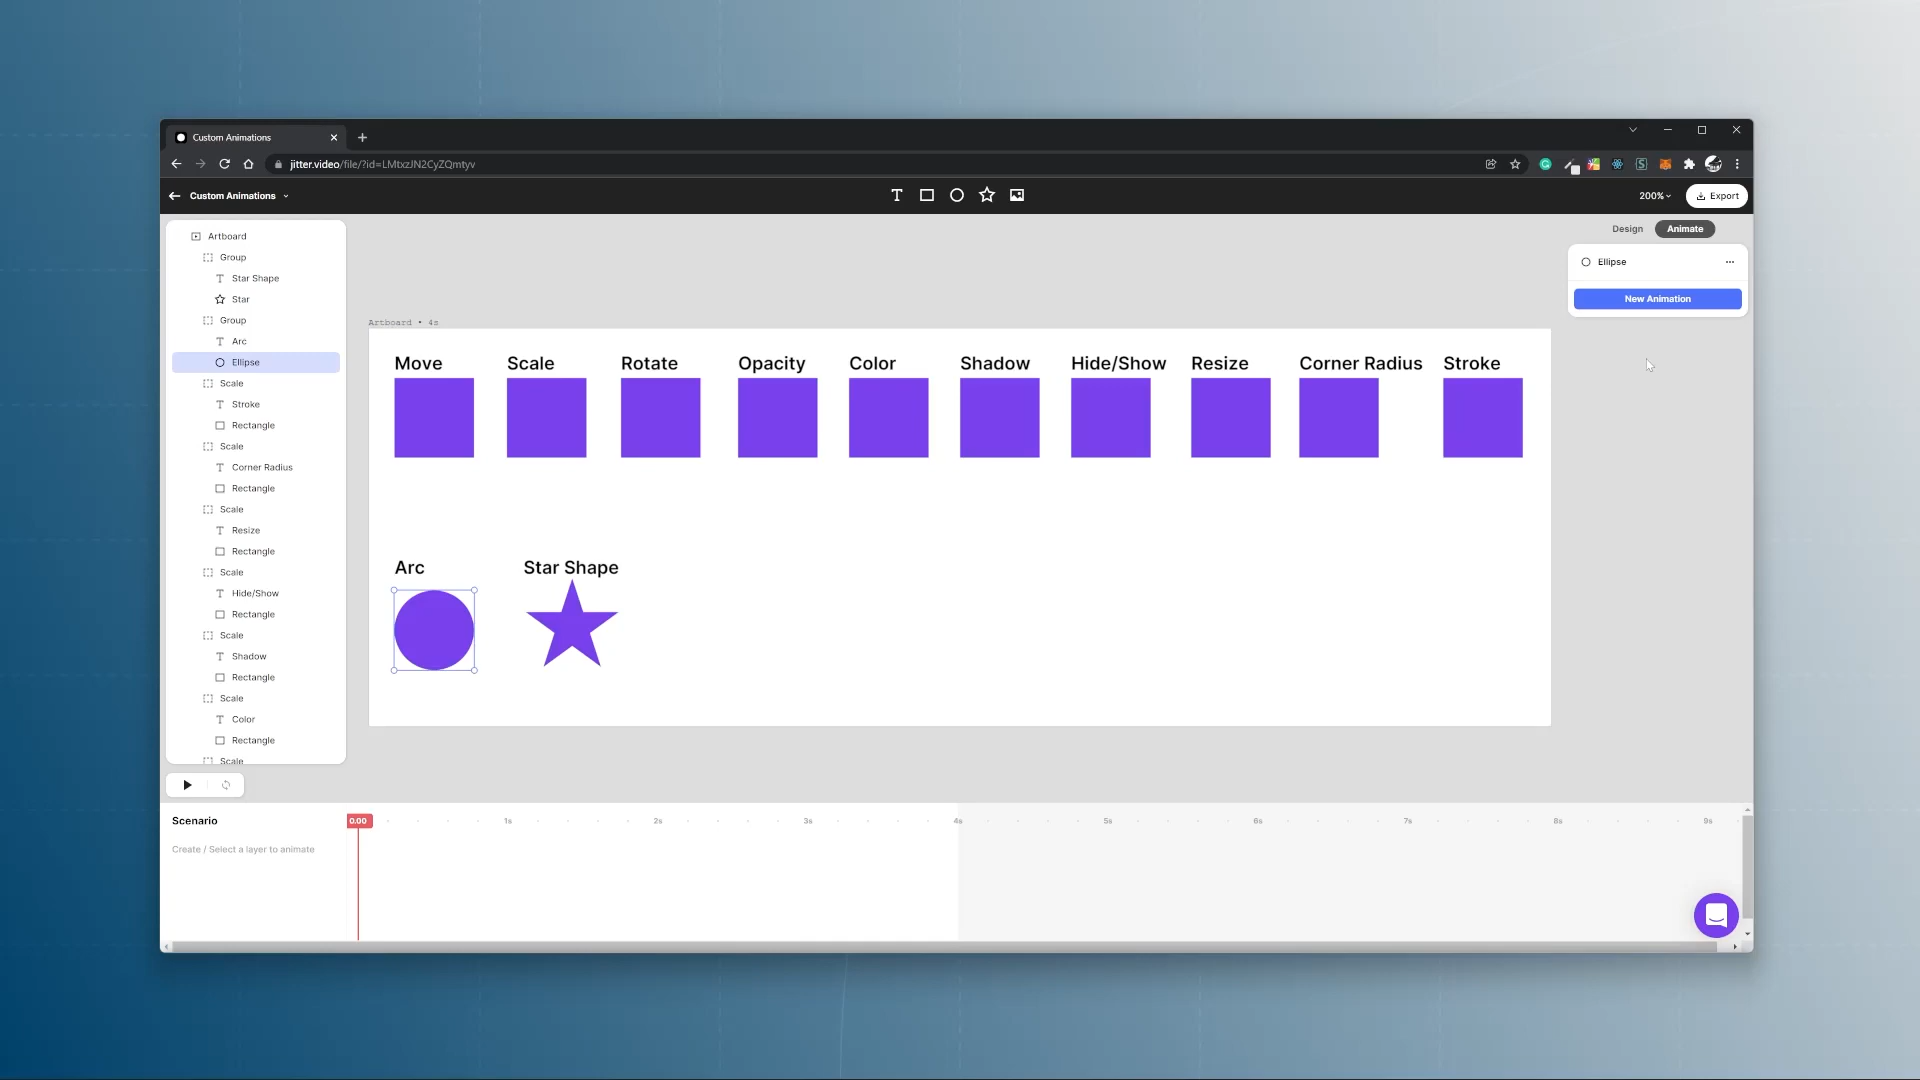 Custom Animations
jitter.video/file/?id=LMtxzJN2CyZQmtyv
Custom Animations
200%
Export
Artboard
Group
Star Shape
Star
Group
Arc
Ellipse
Scale
Stroke
Rectangle
Scale
Corner Radius
Rectangle
Scale
Resize
Rectangle
Scale
Hide/Show
Rectangle
Scale
Shadow
Rectangle
Scale
Color
Rectangle
Scale
Design
Animate
Ellipse
New Animation
Artboard • 4s
Move
Scale
Rotate
Opacity
Color
Shadow
Hide/Show
Resize
Corner Radius
Stroke
Arc
Star Shape
Scenario
0.00
1s
2s
3s
4s
5s
6s
7s
8s
9s
Create / Select a layer to animate